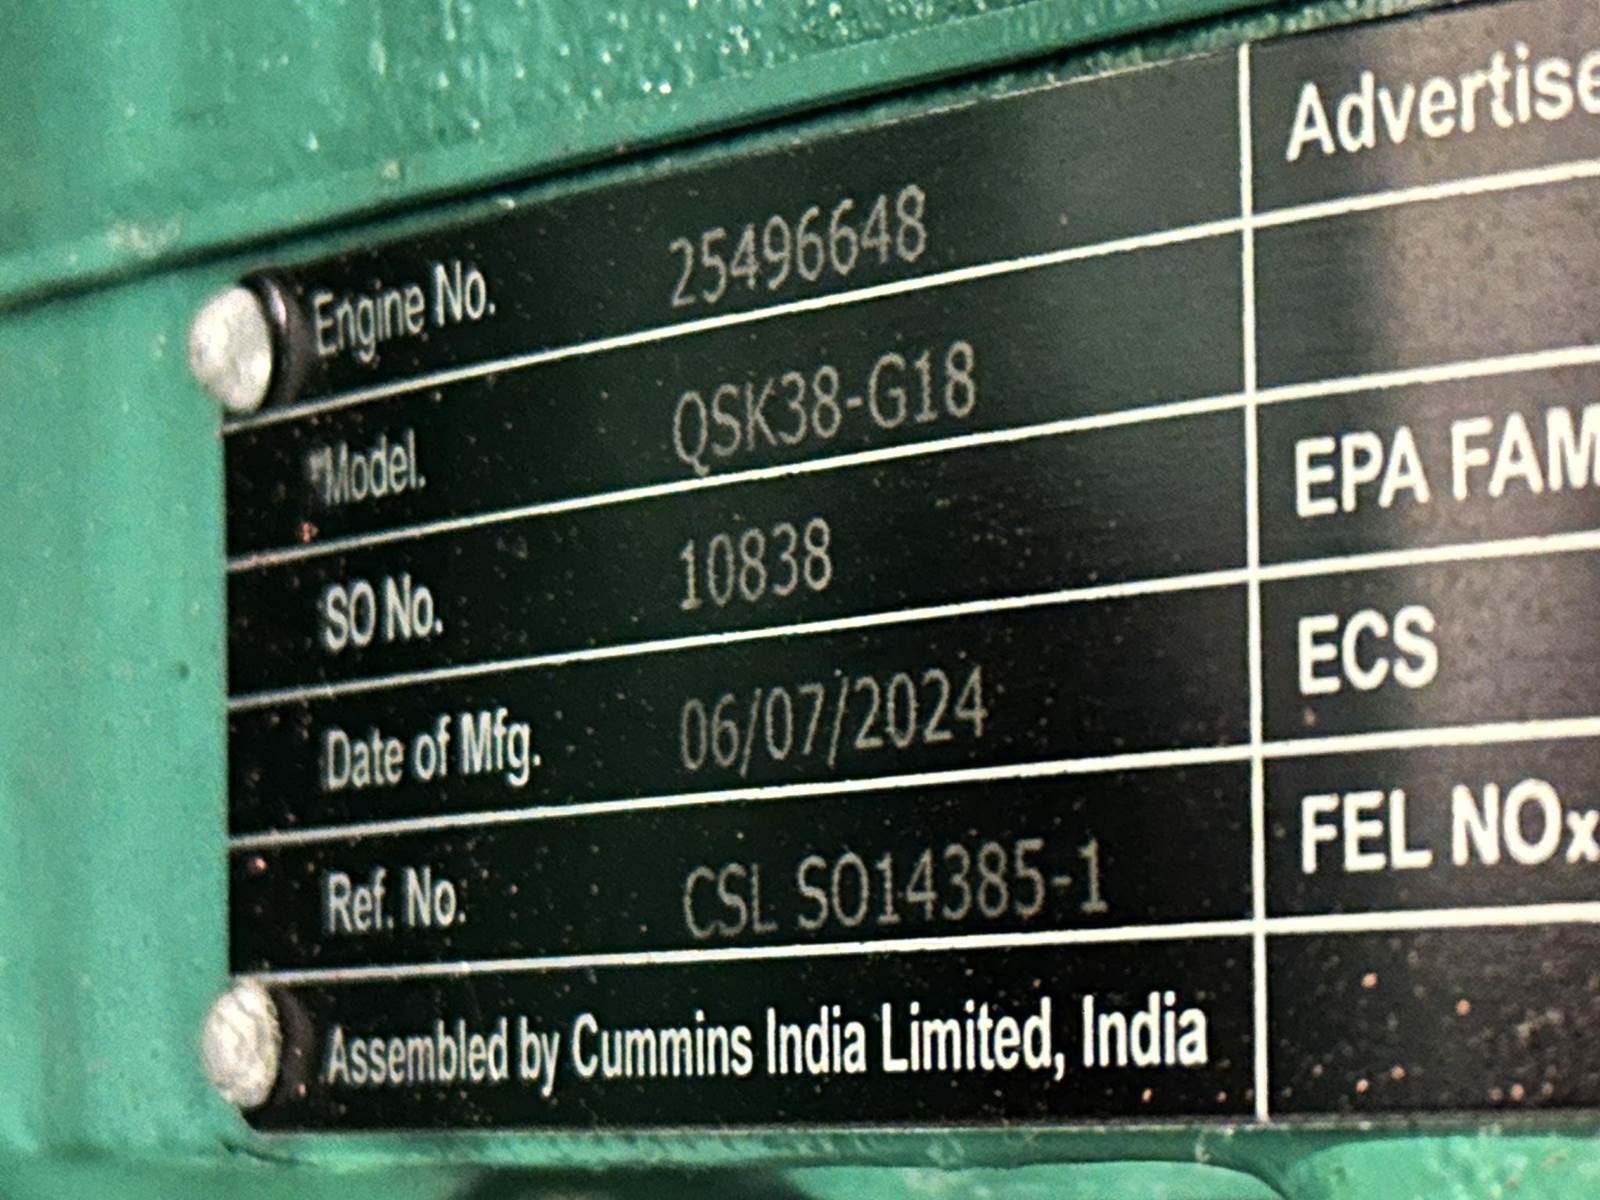 Engine No. 25496648
Model. QSK38-G18
SO No. 10838
Date of Mfg. 06/07/2024
Ref. No. CSL SO14385-1
Assembled by Cummins India Limited, India
Advertise
EPA FAM
ECS
FEL NOx